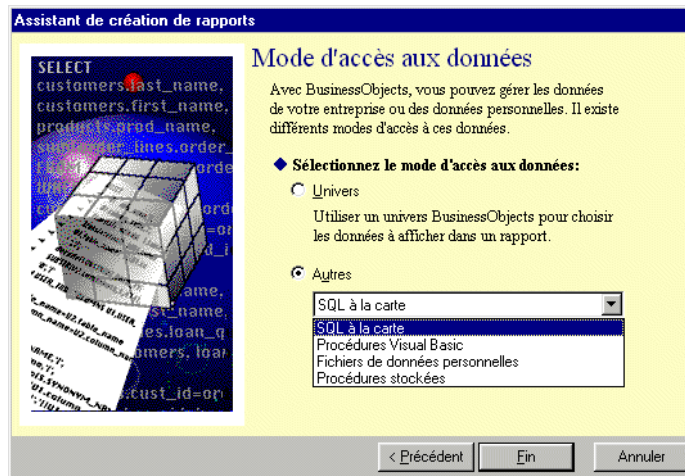 Assistant de création de rapports
SELECT
customers.last_name,
customers.first_name,
products.prod_name,
Mode d'accès aux données
Avec BusinessObjects, vous pouvez gérer les données
de votre entreprise ou des données personnelles. Il existe
différents modes d'accès à ces données.
Sélectionnez le mode d'accès aux données:
Univers
Utiliser un univers BusinessObjects pour choisir
les données à afficher dans un rapport.
Autres
SQL à la carte
SQL à la carte
Procédures Visual Basic
Fichiers de données personnelles
Procédures stockées
< Précédent
Fin
Annuler